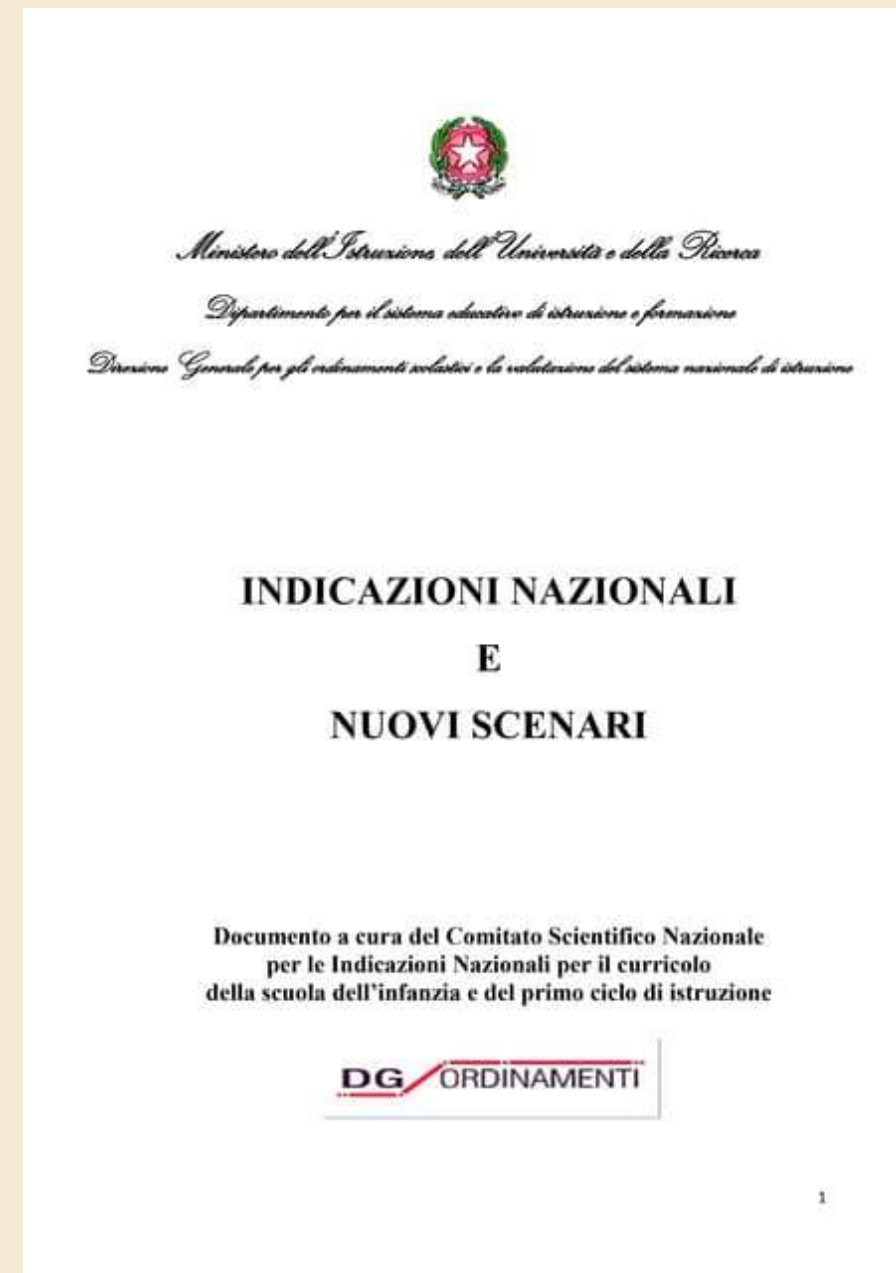 Ministero dell'Istruzione, dell'Università e della Ricerca
Dipartimento per il sistema educativo di istruzione e formazione
Direzione Generale per gli ordinamenti scolastici e la valutazione del sistema nazionale di istruzione
INDICAZIONI NAZIONALI
E
NUOVI SCENARI
Documento a cura del Comitato Scientifico Nazionale
per le Indicazioni Nazionali per il curricolo
della scuola dell'infanzia e del primo ciclo di istruzione
DG ORDINAMENTI
1